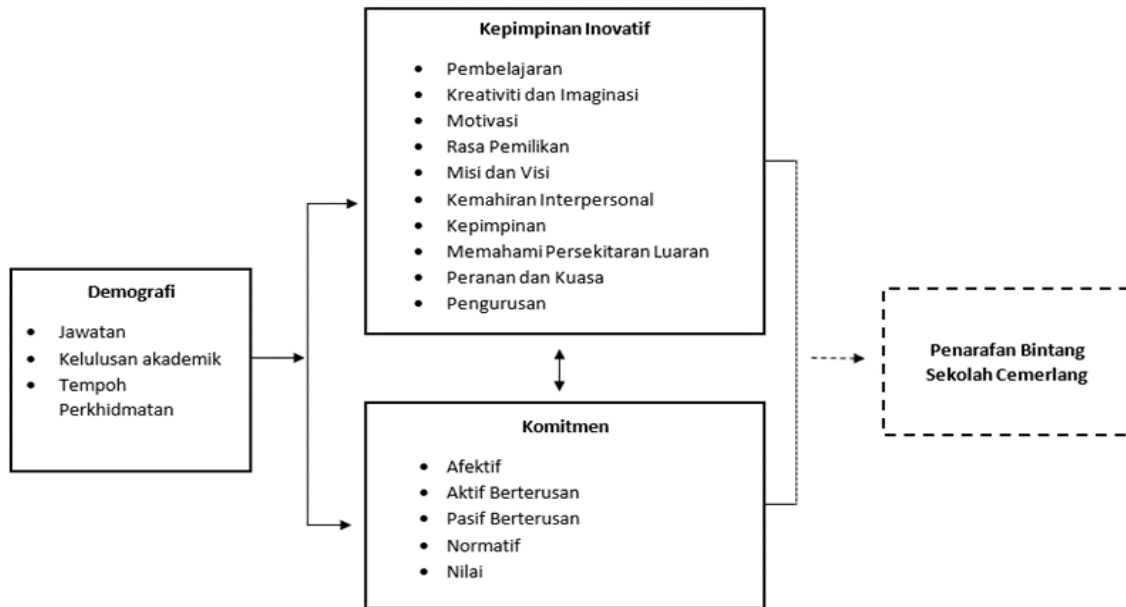 Kepimpinan Inovatif
• Pembelajaran
• Kreativiti dan Imaginasi
• Motivasi
• Rasa Pemilikan
• Misi dan Visi
• Kemahiran Interpersonal
• Kepimpinan
• Memahami Persekitaran Luaran
• Peranan dan Kuasa
• Pengurusan
Demografi
• Jawatan
• Kelulusan akademik
• Tempoh
Perkhidmatan
Komitmen
• Afektif
• Aktif Berterusan
• Pasif Berterusan
• Normatif
• Nilai
Penarafan Bintang
Sekolah Cemerlang